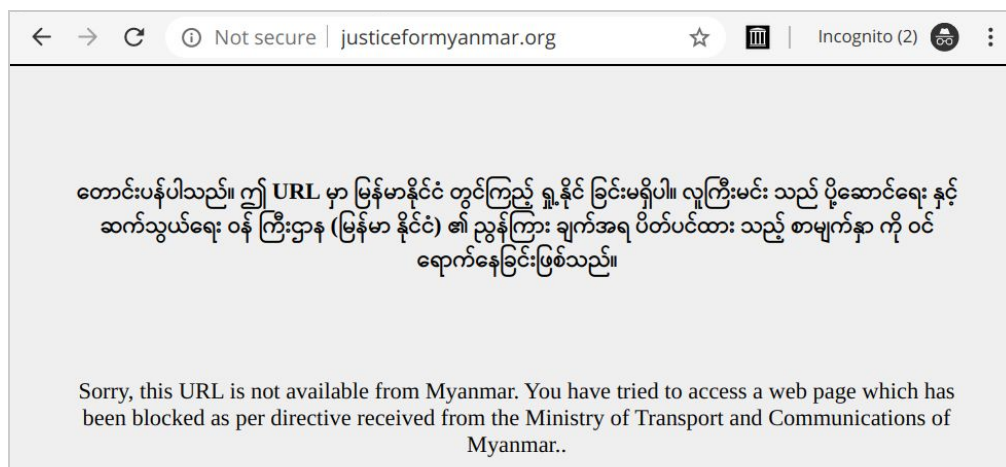 Not secure | justiceformyanmar.org Incognito (2)
တောင်းပန်ပါသည်။ ဤ URL မှာ မြန်မာနိုင်ငံ တွင်ကြည့် ရှု့နိုင် ခြင်းမရှိပါ။ လူကြီးမင်း သည် ပို့ဆောင်ရေး နှင့်
ဆက်သွယ်ရေး ဝန် ကြီးဌာန (မြန်မာ နိုင်ငံ) ၏ ညွှန်ကြား ချက်အရ ပိတ်ပင်ထား သည့် စာမျက်နှာ ကို ဝင်
ရောက်နေခြင်းဖြစ်သည်။
Sorry, this URL is not available from Myanmar. You have tried to access a web page which has
been blocked as per directive received from the Ministry of Transport and Communications of
Myanmar..